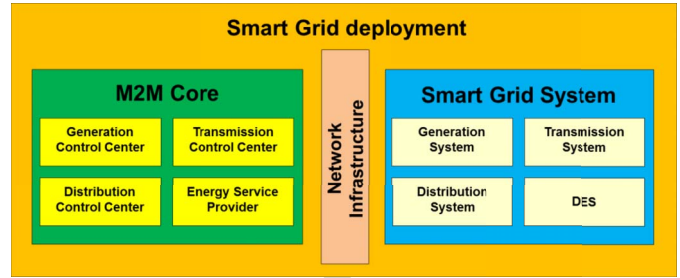 Smart Grid deployment
M2M Core
Generation
Control Center
Transmission
Control Center
Distribution
Control Center
Energy Service
Provider
Network
Infrastructure
Smart Grid System
Generation
System
Transmission
System
Distribution
System
DES